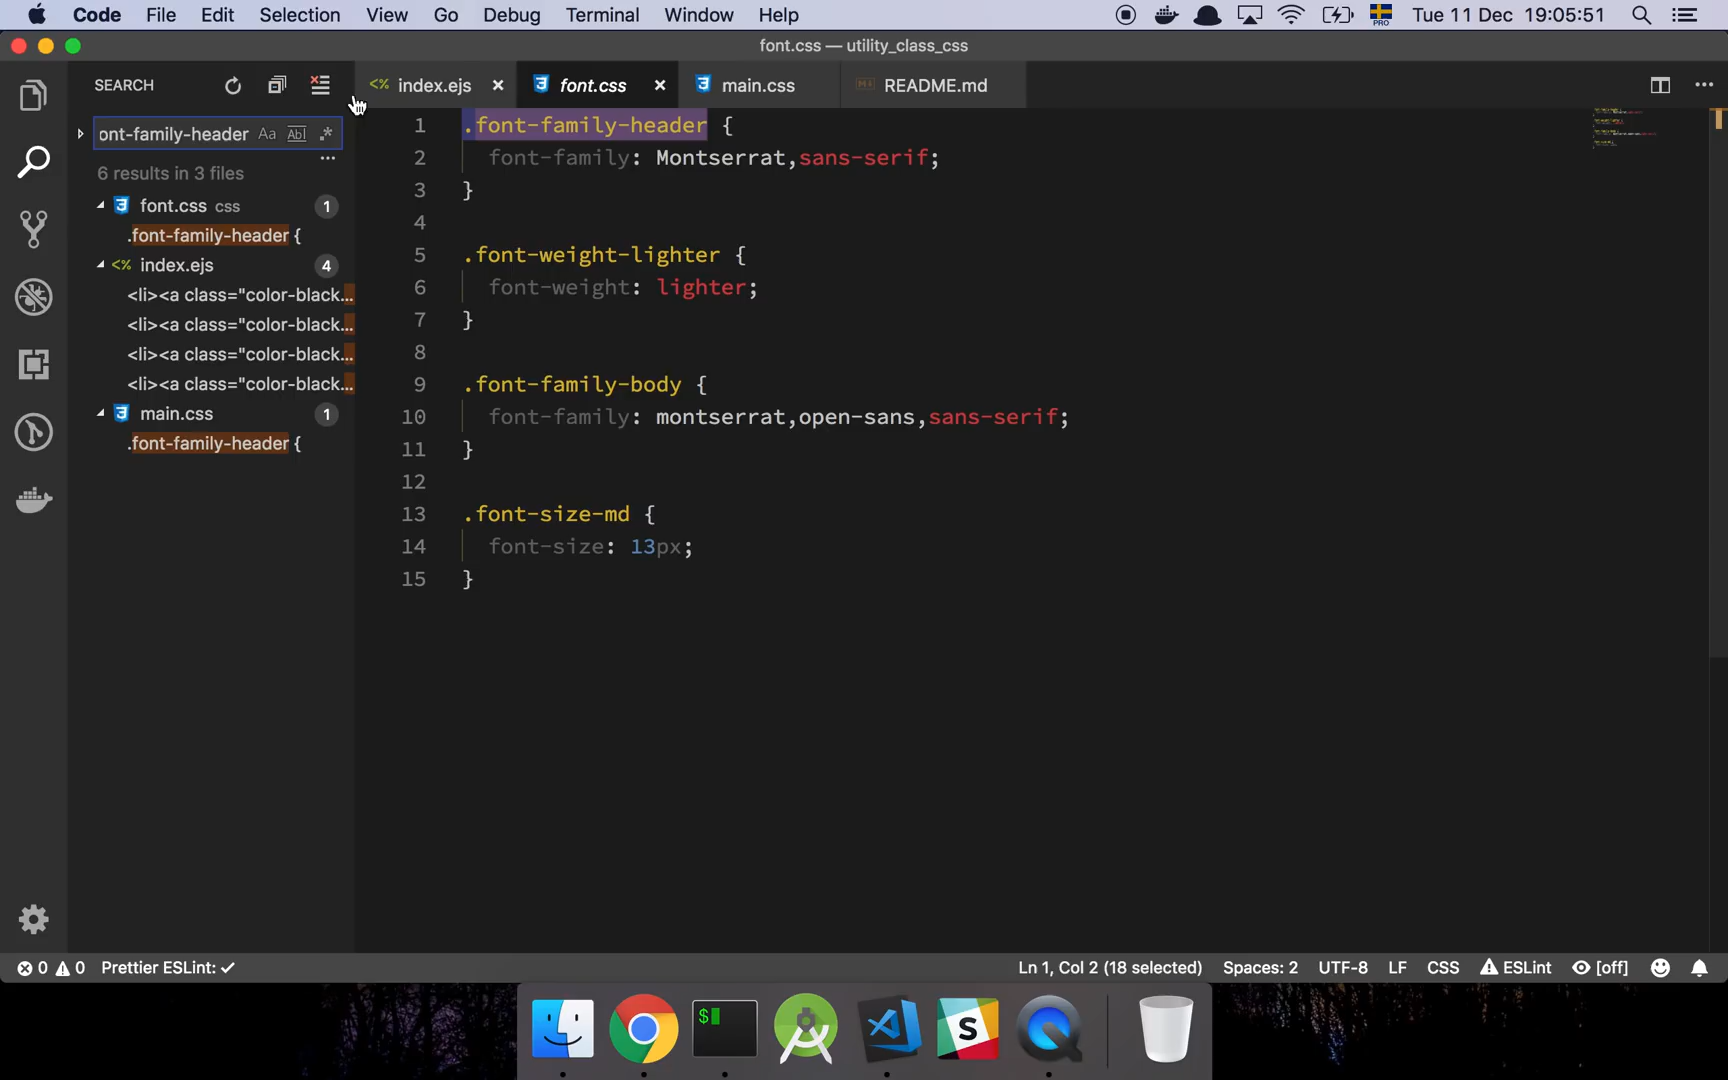 Code File Edit Selection View Go Debug Terminal Window Help PRO Tue 11 Dec 19:05:51
font.css — utility_class_css
SEARCH
index.ejs font.css main.css README.md
ont-family-header Aa Abl .*
6 results in 3 files
font.css css 1
.font-family-header {
index.ejs 4
<li><a class="color-black...
<li><a class="color-black...
<li><a class="color-black...
<li><a class="color-black...
main.css 1
.font-family-header {
1 .font-family-header {
2 font-family: Montserrat,sans-serif;
3 }
4
5 .font-weight-lighter {
6 font-weight: lighter;
7 }
8
9 .font-family-body {
10 font-family: montserrat,open-sans,sans-serif;
11 }
12
13 .font-size-md {
14 font-size: 13px;
15 }
0 0 Prettier ESLint: ✓ Ln 1, Col 2 (18 selected) Spaces: 2 UTF-8 LF CSS ESLint [off]
$
S